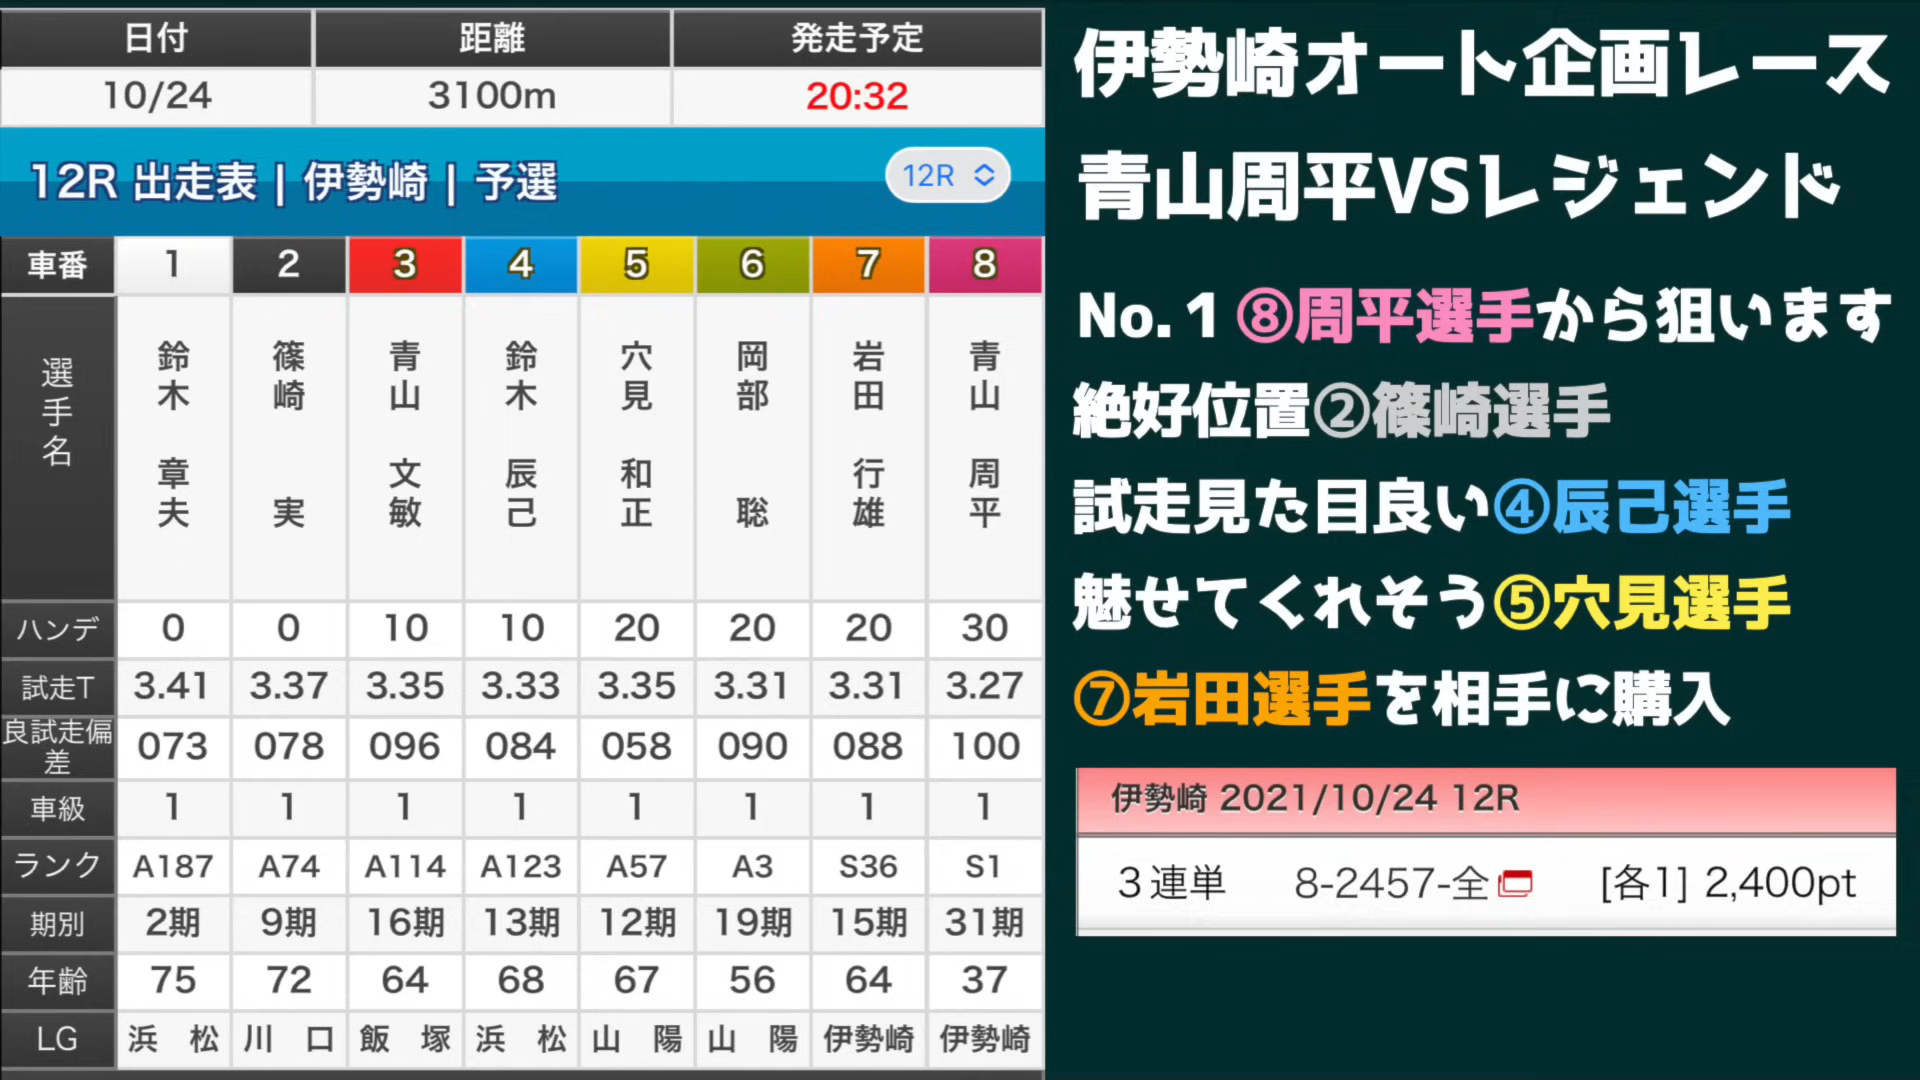 日付 距離 発走予定
10/24 3100m 20:32
12R 出走表 | 伊勢崎 | 予選 12R
車番 1 2 3 4 5 6 7 8
選手名 鈴木 章夫 篠崎 実 青山 文敏 鈴木 辰己 穴見 和正 岡部 聡 岩田 行雄 青山 周平
ハンデ 0 0 10 10 20 20 20 30
試走T 3.41 3.37 3.35 3.33 3.35 3.31 3.31 3.27
良試走偏差 073 078 096 084 058 090 088 100
車級 1 1 1 1 1 1 1 1
ランク A187 A74 A114 A123 A57 A3 S36 S1
期別 2期 9期 16期 13期 12期 19期 15期 31期
年齢 75 72 64 68 67 56 64 37
LG 浜 松 川 口 飯 塚 浜 松 山 陽 山 陽 伊勢崎 伊勢崎
伊勢崎オート企画レース
青山周平VSレジェンド
No.1⑧周平選手から狙います
絶好位置②篠崎選手
試走見た目良い④辰己選手
魅せてくれそう⑤穴見選手
⑦岩田選手を相手に購入
伊勢崎 2021/10/24 12R
3連単 8-2457-全 [各1] 2,400pt